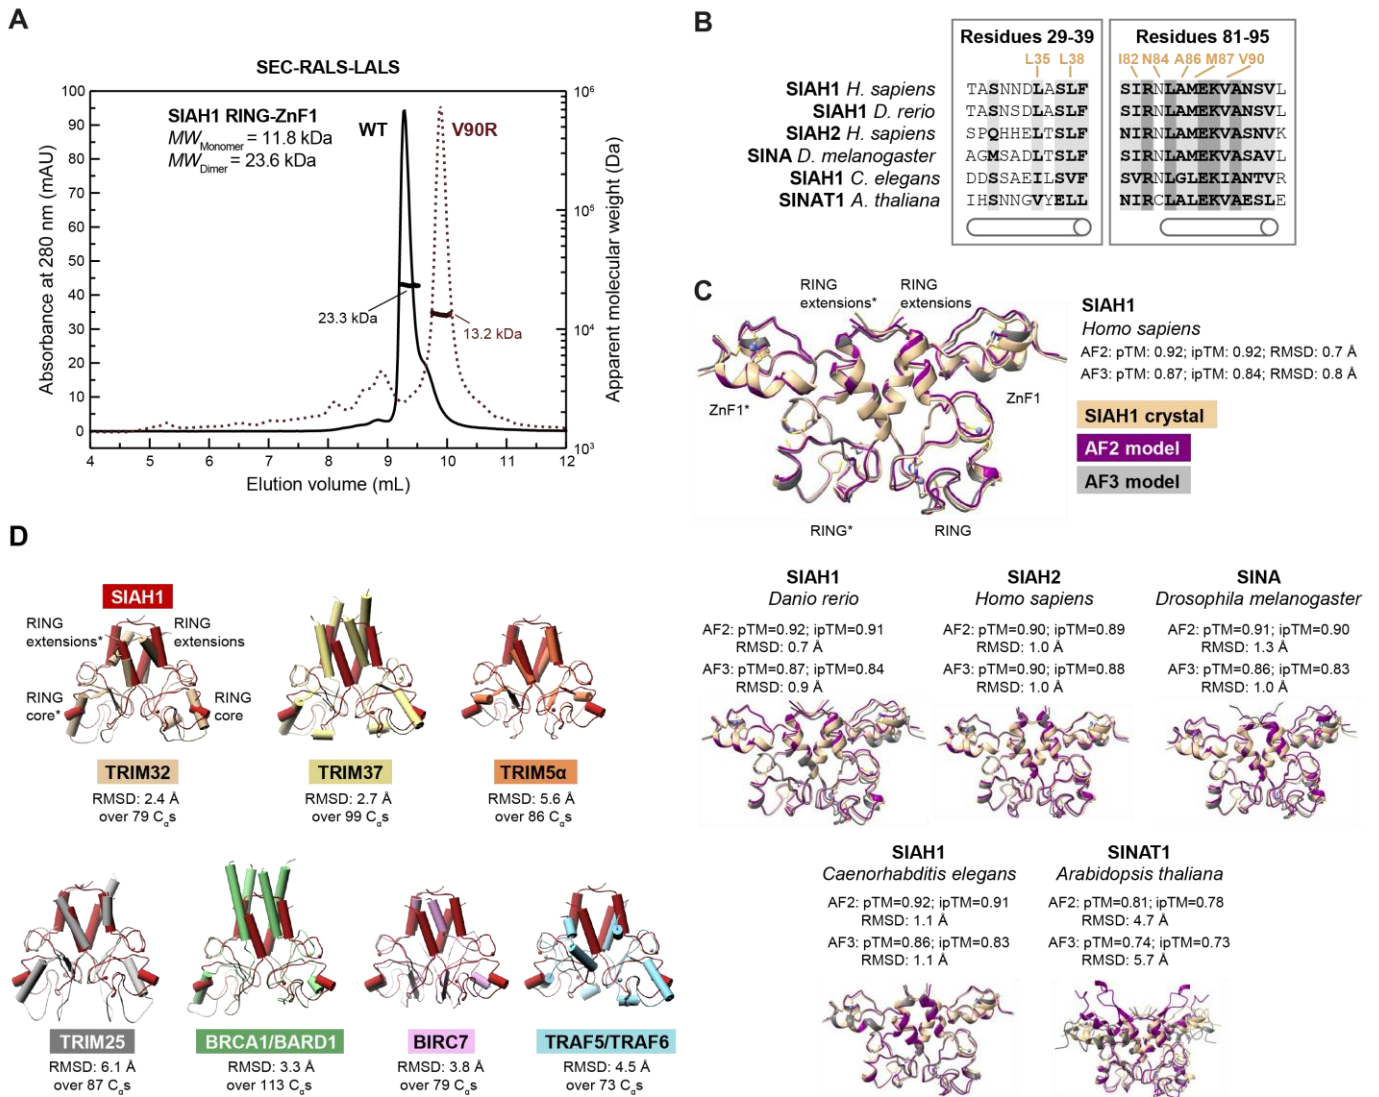 A
SEC-RALS-LALS
SIAH1 RING-ZnF1
MW Monomer = 11.8 kDa
MW Dimer = 23.6 kDa
WT
V90R
23.3 kDa
13.2 kDa
Absorbance at 280 nm (mAU)
100
90
80
70
60
50
40
30
20
10
0
Apparent molecular weight (Da)
10⁶
10⁵
10⁴
10³
4 5 6 7 8 9 10 11 12
Elution volume (mL)
B
Residues 29-39 Residues 81-95
L35 L38 I82 N84 A86 M87 V90
SIAH1 H. sapiens TASNNDLASLF SIRNLAMEKVANSVL
SIAH1 D. rerio TASNSDLASLF SIRNLAMEKVANSVL
SIAH2 H. sapiens SPQHHELTSLF NIRNLAMEKVASNVK
SINA D. melanogaster AGMSADLTSLF SIRNLAMEKVASAVL
SIAH1 C. elegans DDSSAEILSVF SVRNLGLEKIANTVR
SINAT1 A. thaliana IHSNNGVYELL NIRCLALEKVAESLE
C
RING extensions*
RING extensions
ZnF1*
ZnF1
RING*
RING
SIAH1
Homo sapiens
AF2: pTM: 0.92; ipTM: 0.92; RMSD: 0.7 Å
AF3: pTM: 0.87; ipTM: 0.84; RMSD: 0.8 Å
SIAH1 crystal
AF2 model
AF3 model
SIAH1
Danio rerio
AF2: pTM=0.92; ipTM=0.91
RMSD: 0.7 Å
AF3: pTM=0.87; ipTM=0.84
RMSD: 0.9 Å
SIAH2
Homo sapiens
AF2: pTM=0.90; ipTM=0.89
RMSD: 1.0 Å
AF3: pTM=0.90; ipTM=0.88
RMSD: 1.0 Å
SINA
Drosophila melanogaster
AF2: pTM=0.91; ipTM=0.90
RMSD: 1.3 Å
AF3: pTM=0.86; ipTM=0.83
RMSD: 1.0 Å
SIAH1
Caenorhabditis elegans
AF2: pTM=0.92; ipTM=0.91
RMSD: 1.1 Å
AF3: pTM=0.86; ipTM=0.83
RMSD: 1.1 Å
SINAT1
Arabidopsis thaliana
AF2: pTM=0.81; ipTM=0.78
RMSD: 4.7 Å
AF3: pTM=0.74; ipTM=0.73
RMSD: 5.7 Å
D
SIAH1
RING extensions*
RING extensions
RING core*
RING core
TRIM32
RMSD: 2.4 Å
over 79 Cαs
TRIM37
RMSD: 2.7 Å
over 99 Cαs
TRIM5α
RMSD: 5.6 Å
over 86 Cαs
TRIM25
RMSD: 6.1 Å
over 87 Cαs
BRCA1/BARD1
RMSD: 3.3 Å
over 113 Cαs
BIRC7
RMSD: 3.8 Å
over 79 Cαs
TRAF5/TRAF6
RMSD: 4.5 Å
over 73 Cαs